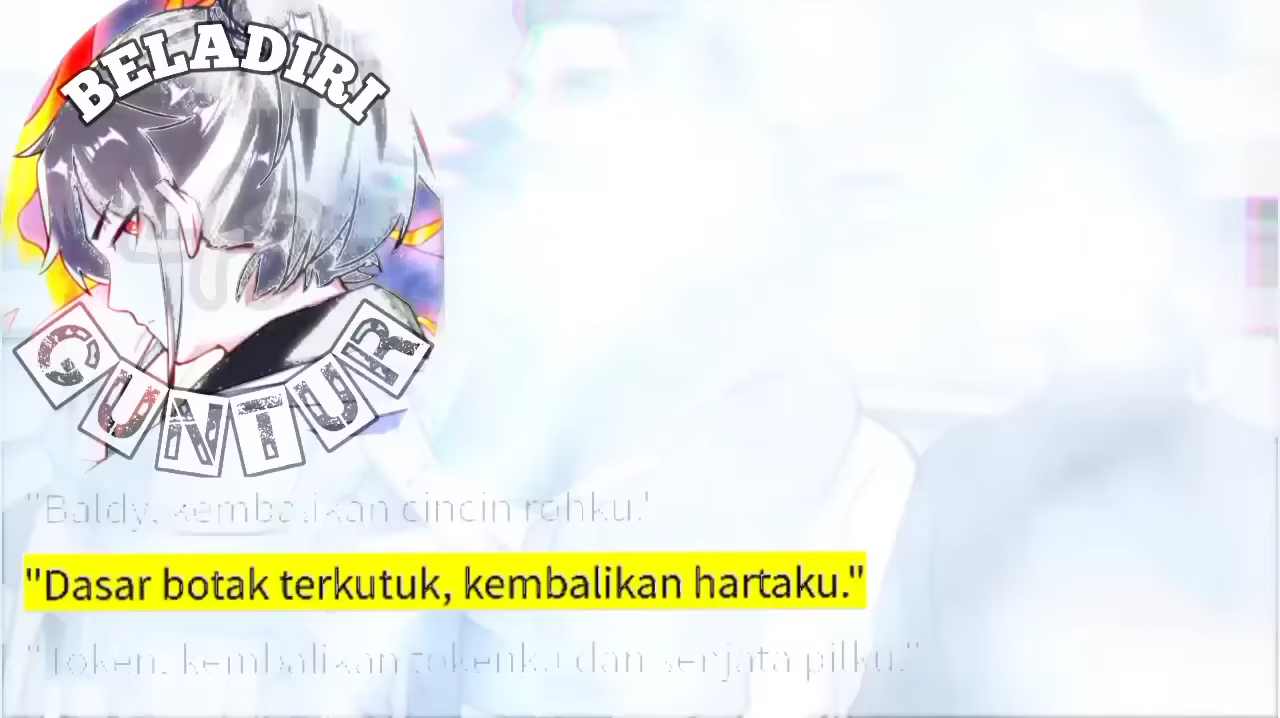 BELADIRI
GUNTUR
"Baldy, kembalikan cincin rohku."
"Dasar botak terkutuk, kembalikan hartaku."
"Token, kembalikan tokenku dan senjata pilku."